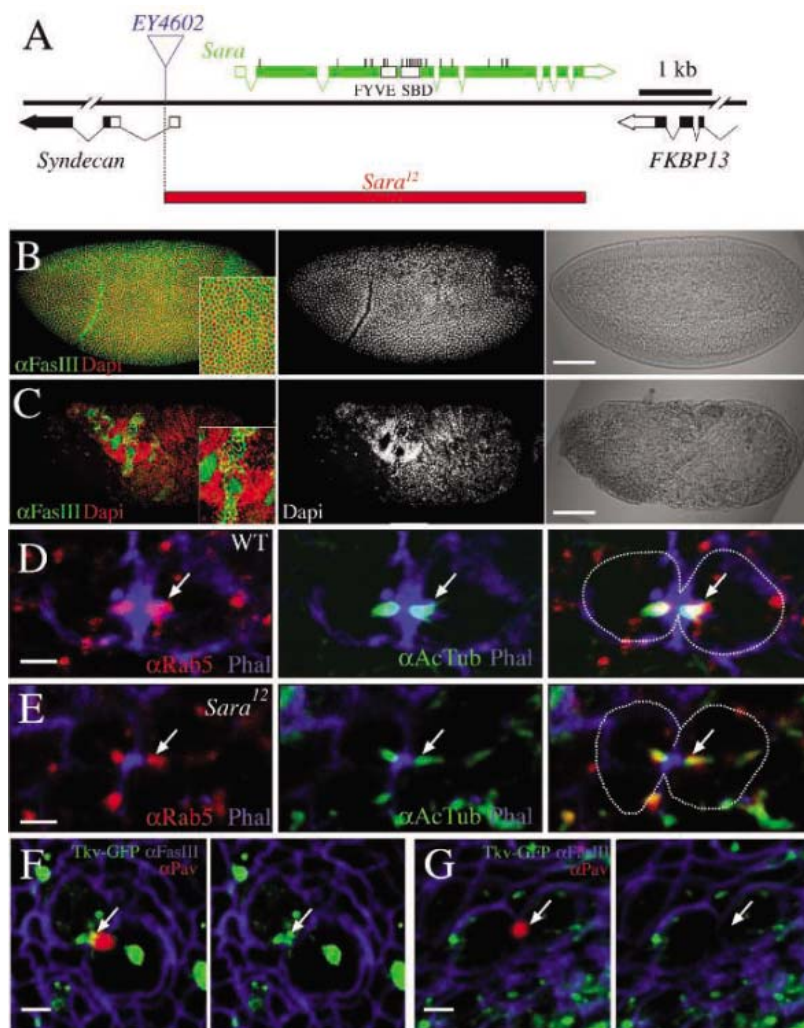 A
EY4602
Sara
1 kb
FYVE SBD
Syndecan
FKBP13
Sara12
B
αFasIII Dapi
C
αFasIII Dapi
Dapi
D
WT
αRab5 Phal
αAcTub Phal
E
Sara12
αRab5 Phal
αAcTub Phal
F
Tkv-GFP αFasIII
αPav
G
Tkv-GFP αFasIII
αPav